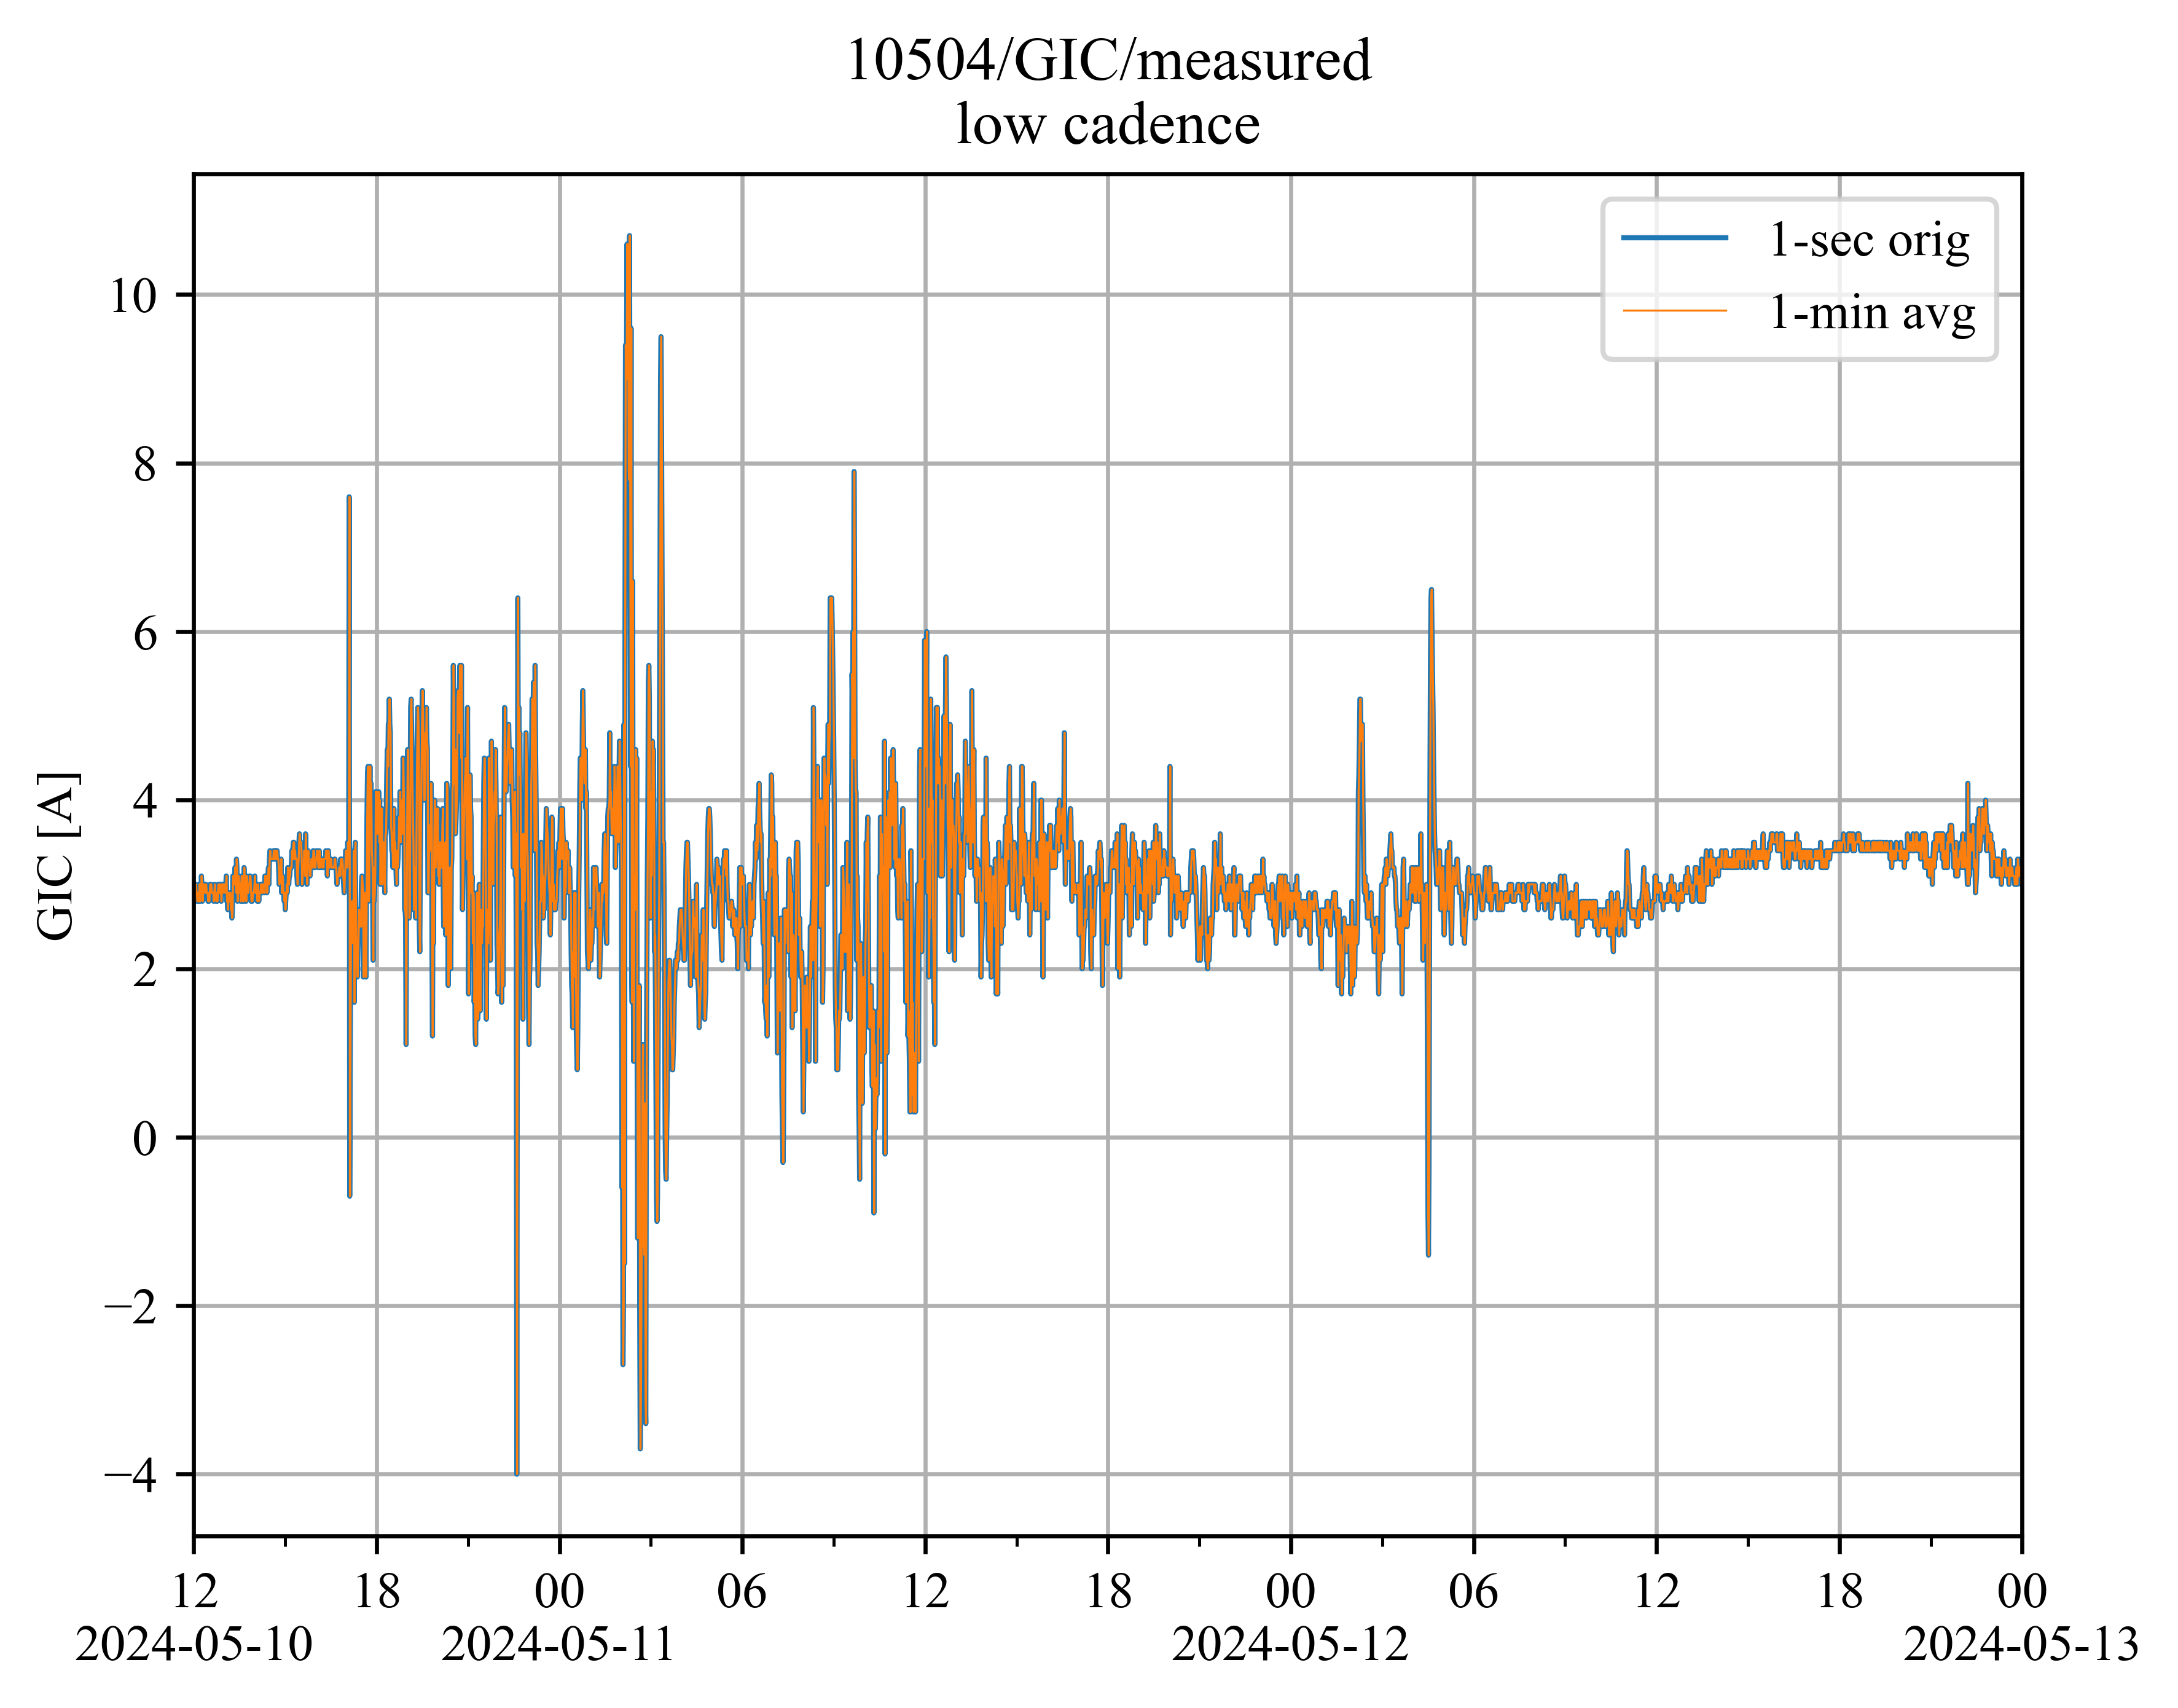 10504/GIC/measured
low cadence
1-sec orig
1-min avg
GIC [A]
10
8
6
4
2
0
−2
−4
12 18 00 06 12 18 00 06 12 18 00
2024-05-10 2024-05-11 2024-05-12 2024-05-13